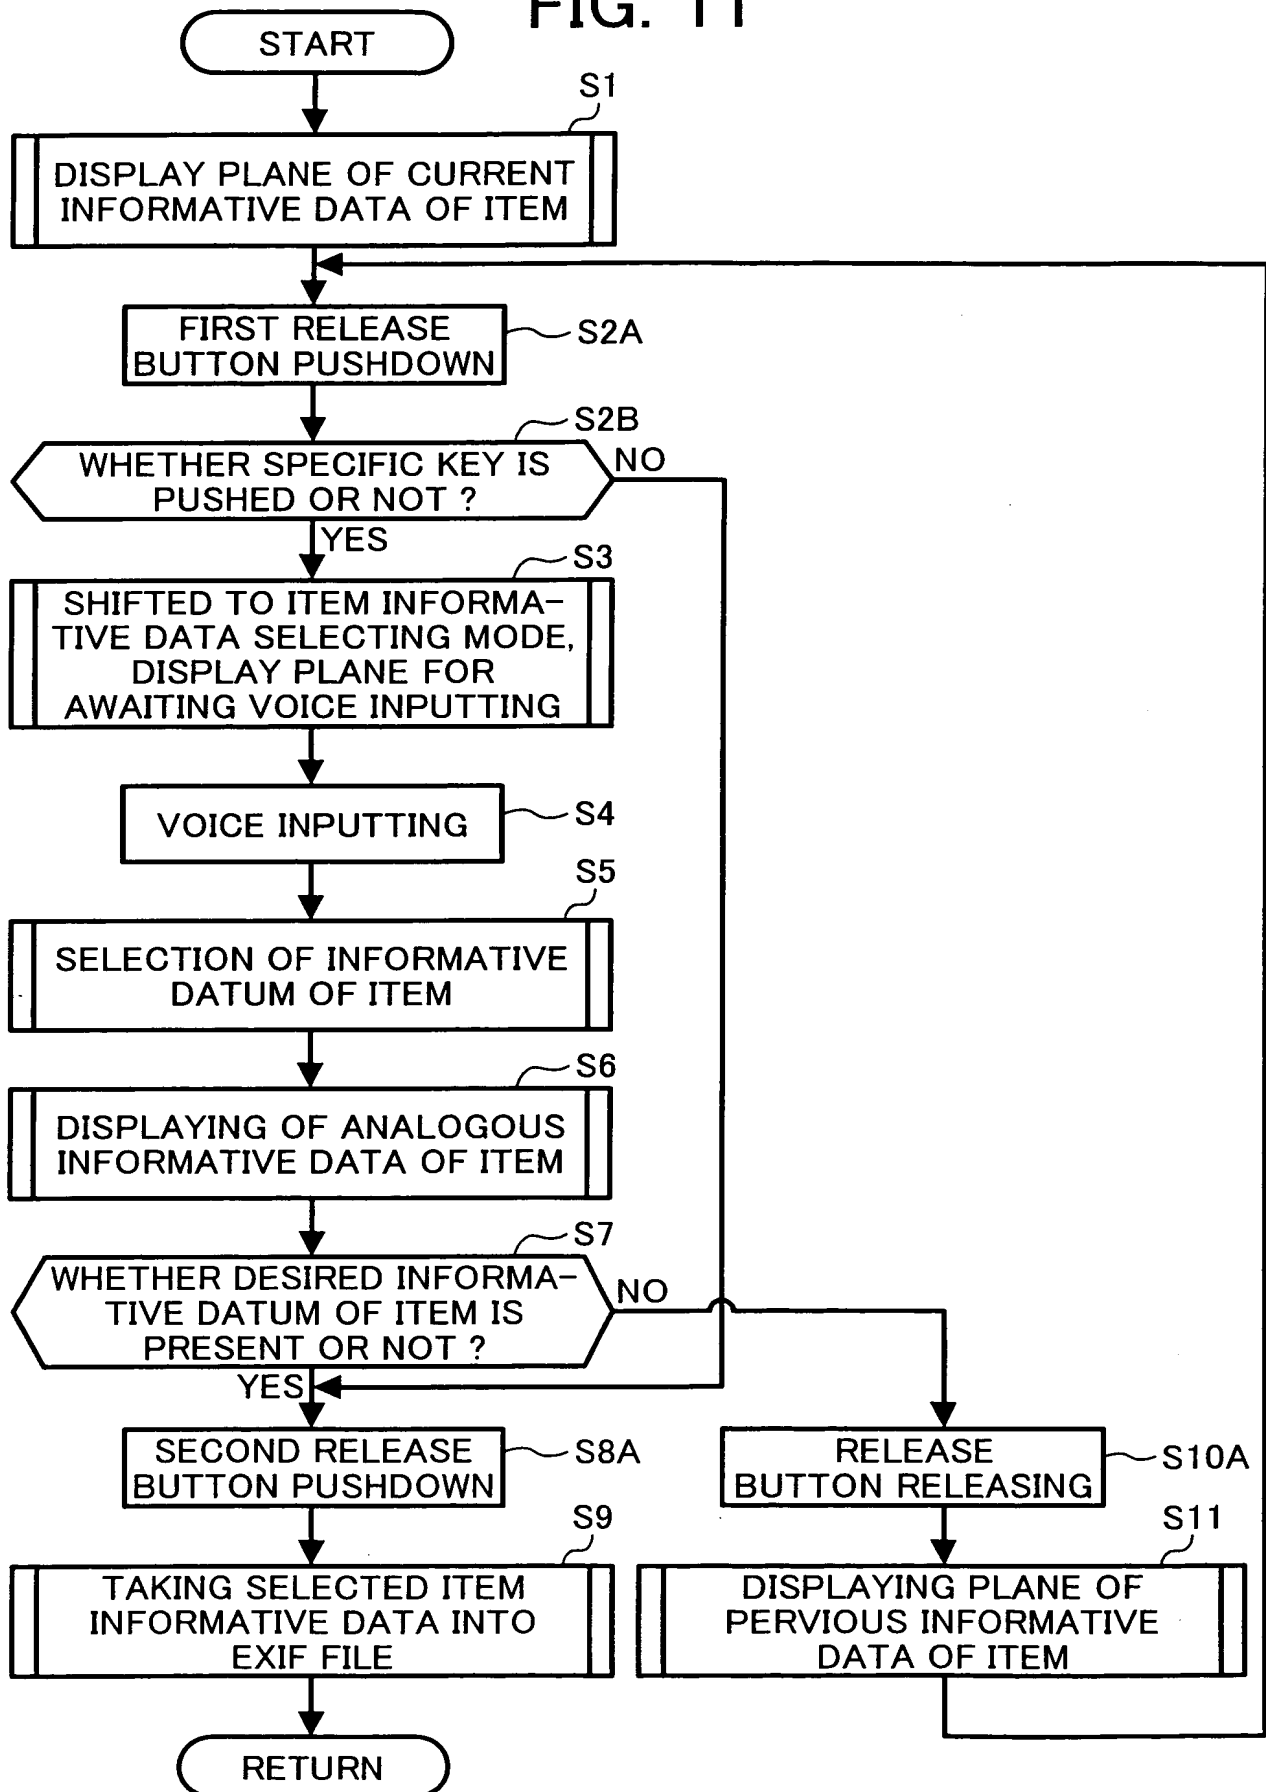 FIG. 11
START
S1
DISPLAY PLANE OF CURRENT
INFORMATIVE DATA OF ITEM
FIRST RELEASE
BUTTON PUSHDOWN
S2A
S2B
WHETHER SPECIFIC KEY IS
PUSHED OR NOT ?
NO
YES
S3
SHIFTED TO ITEM INFORMA-
TIVE DATA SELECTING MODE,
DISPLAY PLANE FOR
AWAITING VOICE INPUTTING
VOICE INPUTTING
S4
S5
SELECTION OF INFORMATIVE
DATUM OF ITEM
S6
DISPLAYING OF ANALOGOUS
INFORMATIVE DATA OF ITEM
S7
WHETHER DESIRED INFORMA-
TIVE DATUM OF ITEM IS
PRESENT OR NOT ?
NO
YES
SECOND RELEASE
BUTTON PUSHDOWN
S8A
RELEASE
BUTTON RELEASING
S10A
S9
TAKING SELECTED ITEM
INFORMATIVE DATA INTO
EXIF FILE
S11
DISPLAYING PLANE OF
PERVIOUS INFORMATIVE
DATA OF ITEM
RETURN